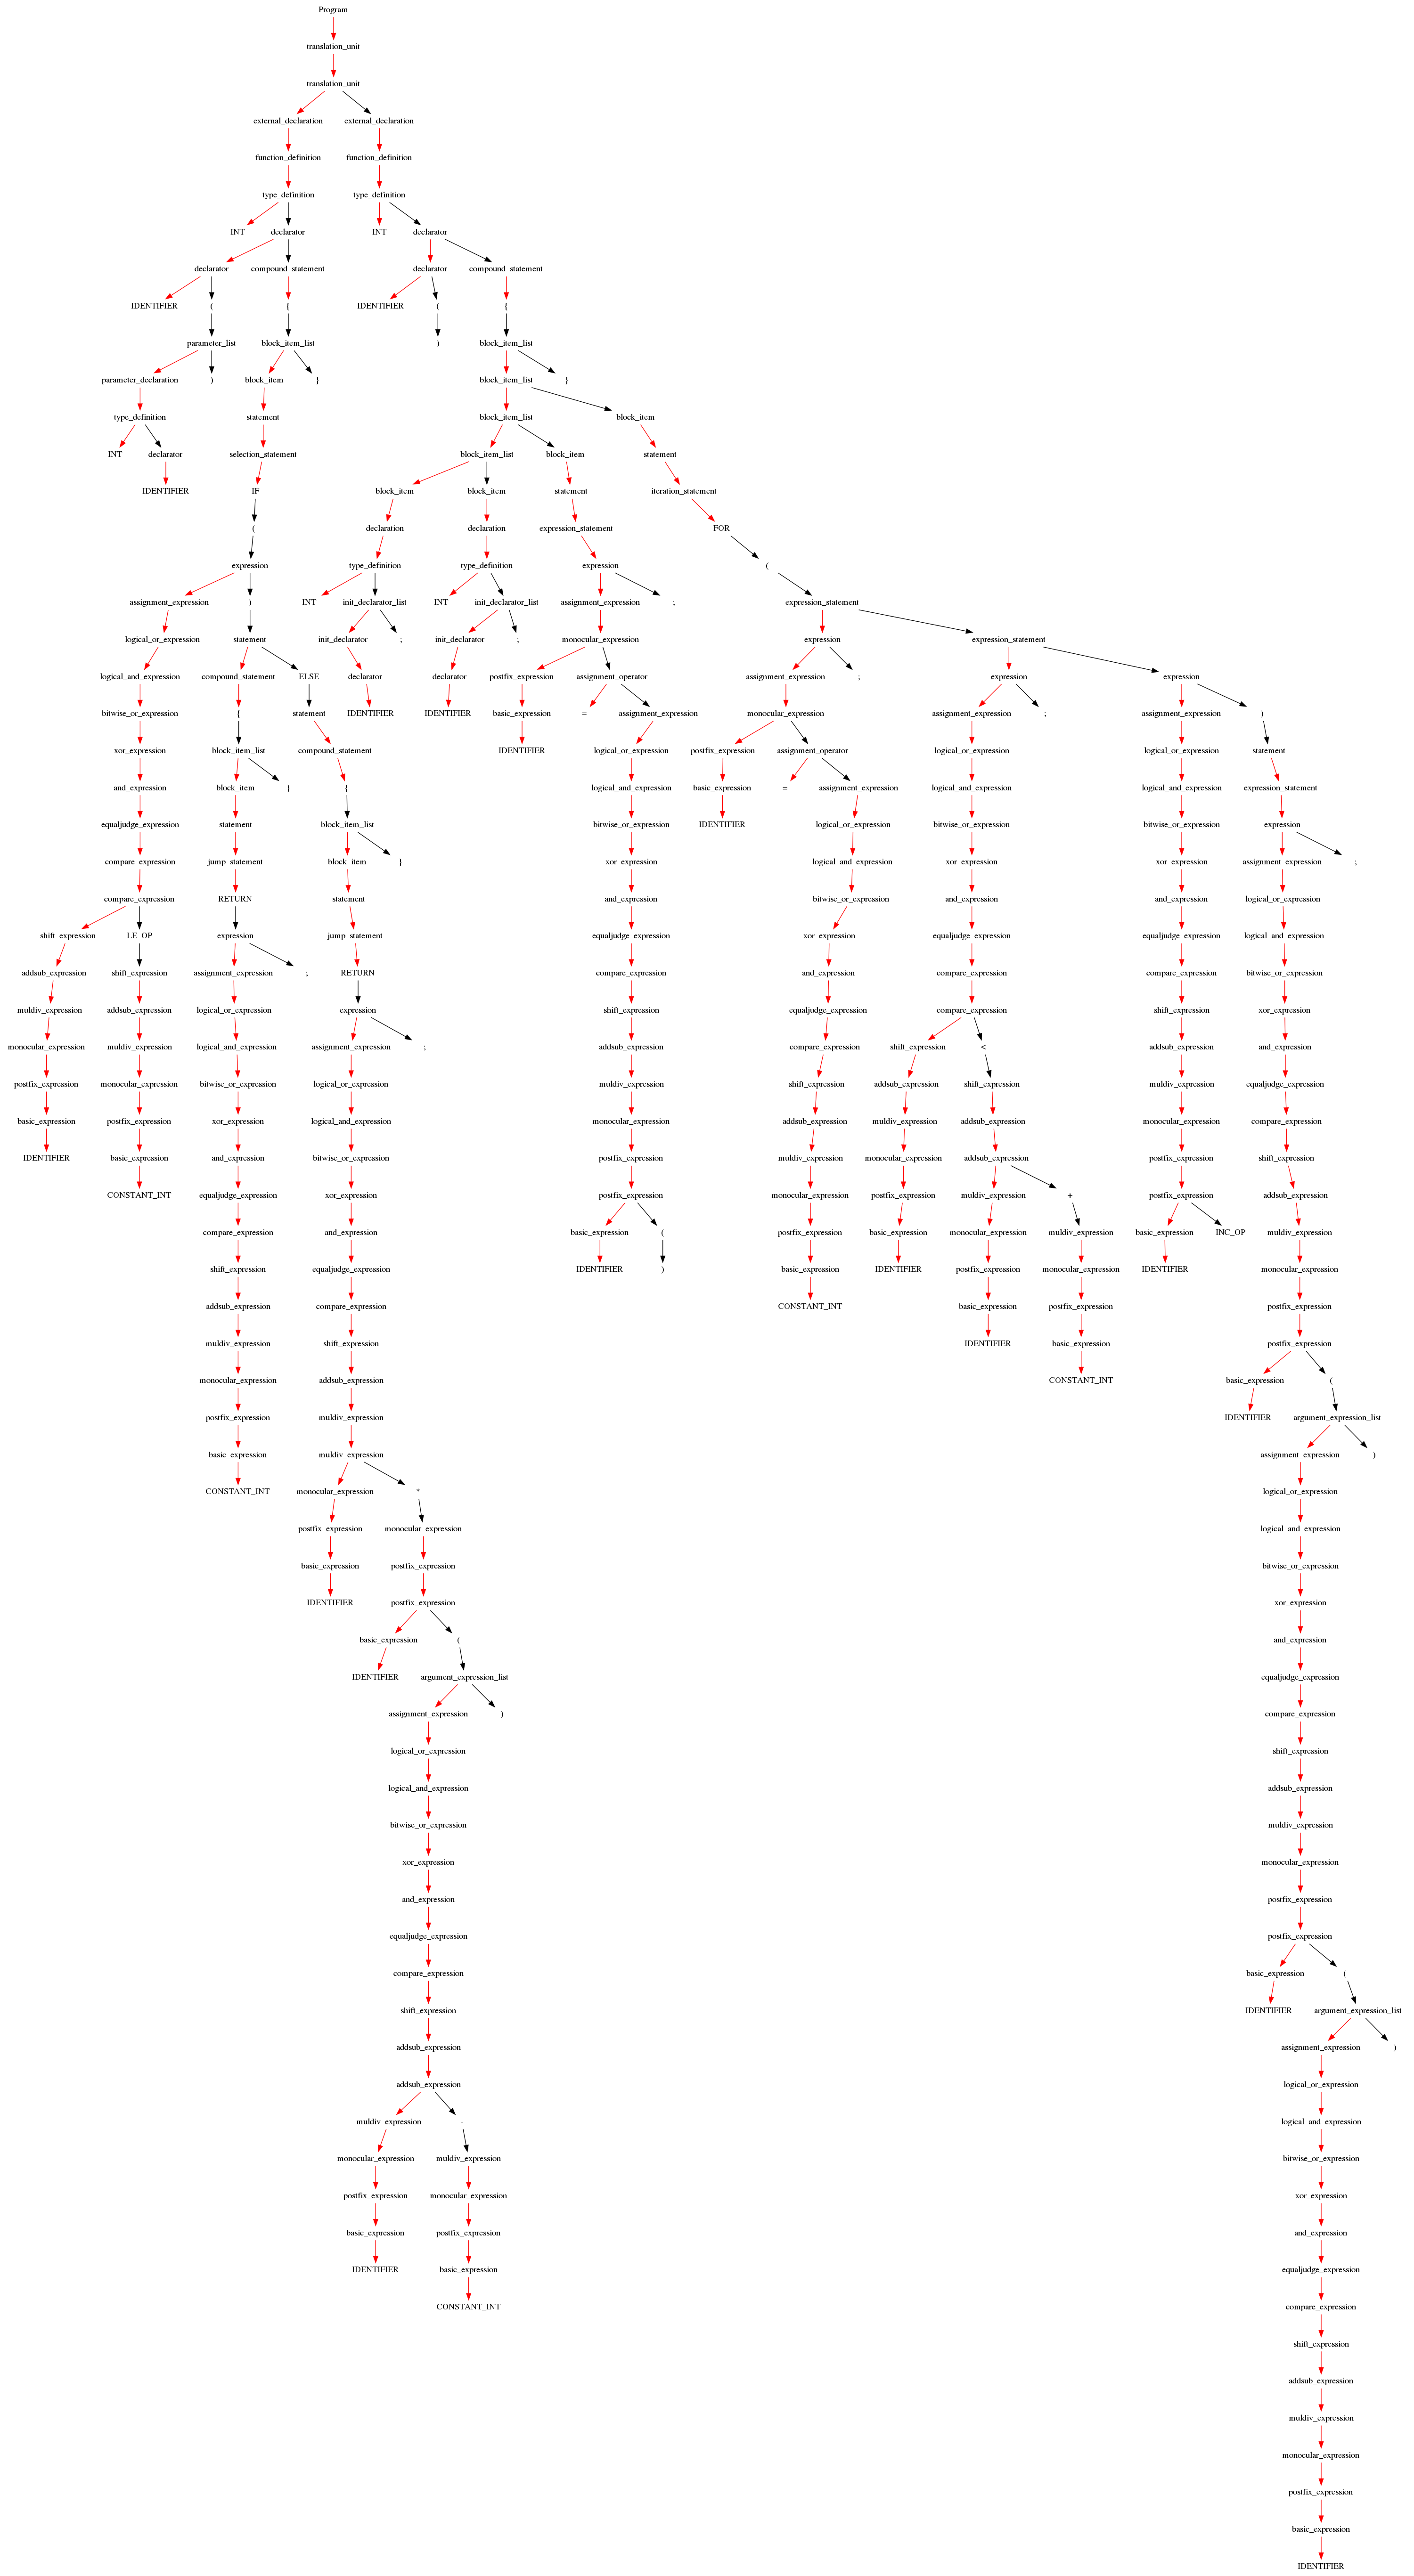 Program
translation_unit
translation_unit
external_declaration external_declaration
function_definition function_definition
type_definition type_definition
INT declarator INT declarator
declarator compound_statement declarator compound_statement
IDENTIFIER ( { IDENTIFIER ( {
parameter_list block_item_list ) block_item_list
parameter_declaration ) block_item } block_item_list }
type_definition statement block_item_list block_item
INT declarator selection_statement block_item_list block_item statement
IDENTIFIER IF block_item block_item statement iteration_statement
( declaration declaration expression_statement FOR
expression type_definition type_definition expression (
assignment_expression ) INT init_declarator_list INT init_declarator_list assignment_expression ; expression_statement
logical_or_expression statement init_declarator ; init_declarator ; monocular_expression expression expression_statement
logical_and_expression compound_statement ELSE declarator declarator postfix_expression assignment_operator assignment_expression ; expression expression
bitwise_or_expression { statement IDENTIFIER IDENTIFIER basic_expression = assignment_expression monocular_expression assignment_expression ; assignment_expression )
xor_expression block_item_list compound_statement IDENTIFIER logical_or_expression postfix_expression assignment_operator logical_or_expression logical_or_expression statement
and_expression block_item } { logical_and_expression basic_expression = assignment_expression logical_and_expression logical_and_expression expression_statement
equaljudge_expression statement block_item_list bitwise_or_expression IDENTIFIER logical_or_expression bitwise_or_expression bitwise_or_expression expression
compare_expression jump_statement block_item } xor_expression logical_and_expression xor_expression xor_expression assignment_expression ;
compare_expression RETURN statement and_expression bitwise_or_expression and_expression and_expression logical_or_expression
shift_expression LE_OP expression jump_statement equaljudge_expression xor_expression equaljudge_expression equaljudge_expression logical_and_expression
addsub_expression shift_expression assignment_expression ; RETURN compare_expression and_expression compare_expression compare_expression bitwise_or_expression
muldiv_expression addsub_expression logical_or_expression expression shift_expression equaljudge_expression compare_expression shift_expression xor_expression
monocular_expression muldiv_expression logical_and_expression assignment_expression ; addsub_expression compare_expression shift_expression < addsub_expression and_expression
postfix_expression monocular_expression bitwise_or_expression logical_or_expression muldiv_expression shift_expression addsub_expression shift_expression muldiv_expression equaljudge_expression
basic_expression postfix_expression xor_expression logical_and_expression monocular_expression addsub_expression muldiv_expression addsub_expression monocular_expression compare_expression
IDENTIFIER basic_expression and_expression bitwise_or_expression postfix_expression muldiv_expression monocular_expression addsub_expression postfix_expression shift_expression
CONSTANT_INT equaljudge_expression xor_expression postfix_expression monocular_expression postfix_expression muldiv_expression + postfix_expression addsub_expression
compare_expression and_expression basic_expression ( postfix_expression basic_expression monocular_expression muldiv_expression basic_expression INC_OP muldiv_expression
shift_expression equaljudge_expression IDENTIFIER ) basic_expression IDENTIFIER postfix_expression monocular_expression IDENTIFIER monocular_expression
addsub_expression compare_expression CONSTANT_INT basic_expression postfix_expression postfix_expression
muldiv_expression shift_expression IDENTIFIER basic_expression postfix_expression
monocular_expression addsub_expression CONSTANT_INT basic_expression (
postfix_expression muldiv_expression IDENTIFIER argument_expression_list
basic_expression muldiv_expression assignment_expression )
CONSTANT_INT monocular_expression * logical_or_expression
postfix_expression monocular_expression logical_and_expression
basic_expression postfix_expression bitwise_or_expression
IDENTIFIER postfix_expression xor_expression
basic_expression ( and_expression
IDENTIFIER argument_expression_list equaljudge_expression
assignment_expression ) compare_expression
logical_or_expression shift_expression
logical_and_expression addsub_expression
bitwise_or_expression muldiv_expression
xor_expression monocular_expression
and_expression postfix_expression
equaljudge_expression postfix_expression
compare_expression basic_expression (
shift_expression IDENTIFIER argument_expression_list
addsub_expression assignment_expression )
addsub_expression logical_or_expression
muldiv_expression - logical_and_expression
monocular_expression muldiv_expression bitwise_or_expression
postfix_expression monocular_expression xor_expression
basic_expression postfix_expression and_expression
IDENTIFIER basic_expression equaljudge_expression
CONSTANT_INT compare_expression
shift_expression
addsub_expression
muldiv_expression
monocular_expression
postfix_expression
basic_expression
IDENTIFIER